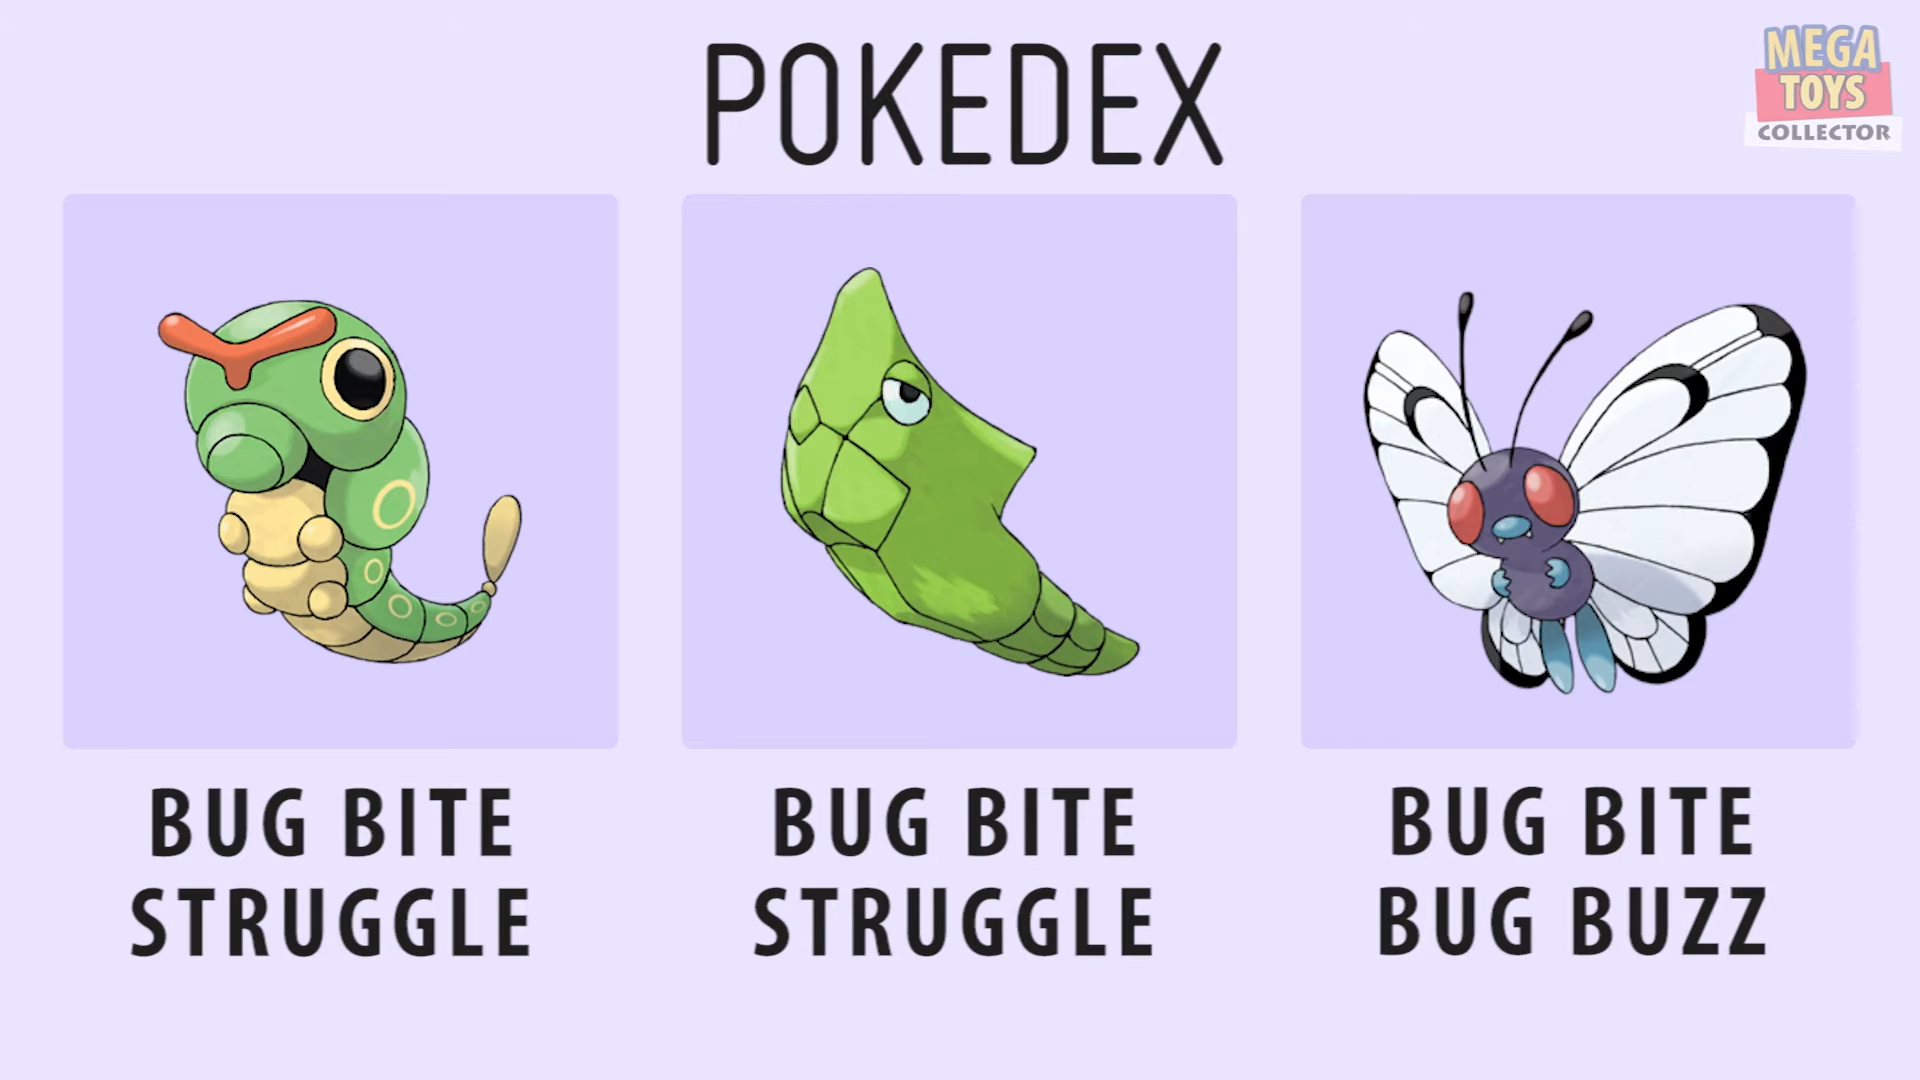 POKEDEX
MEGA
TOYS
COLLECTOR
BUG BITE
STRUGGLE
BUG BITE
STRUGGLE
BUG BITE
BUG BUZZ